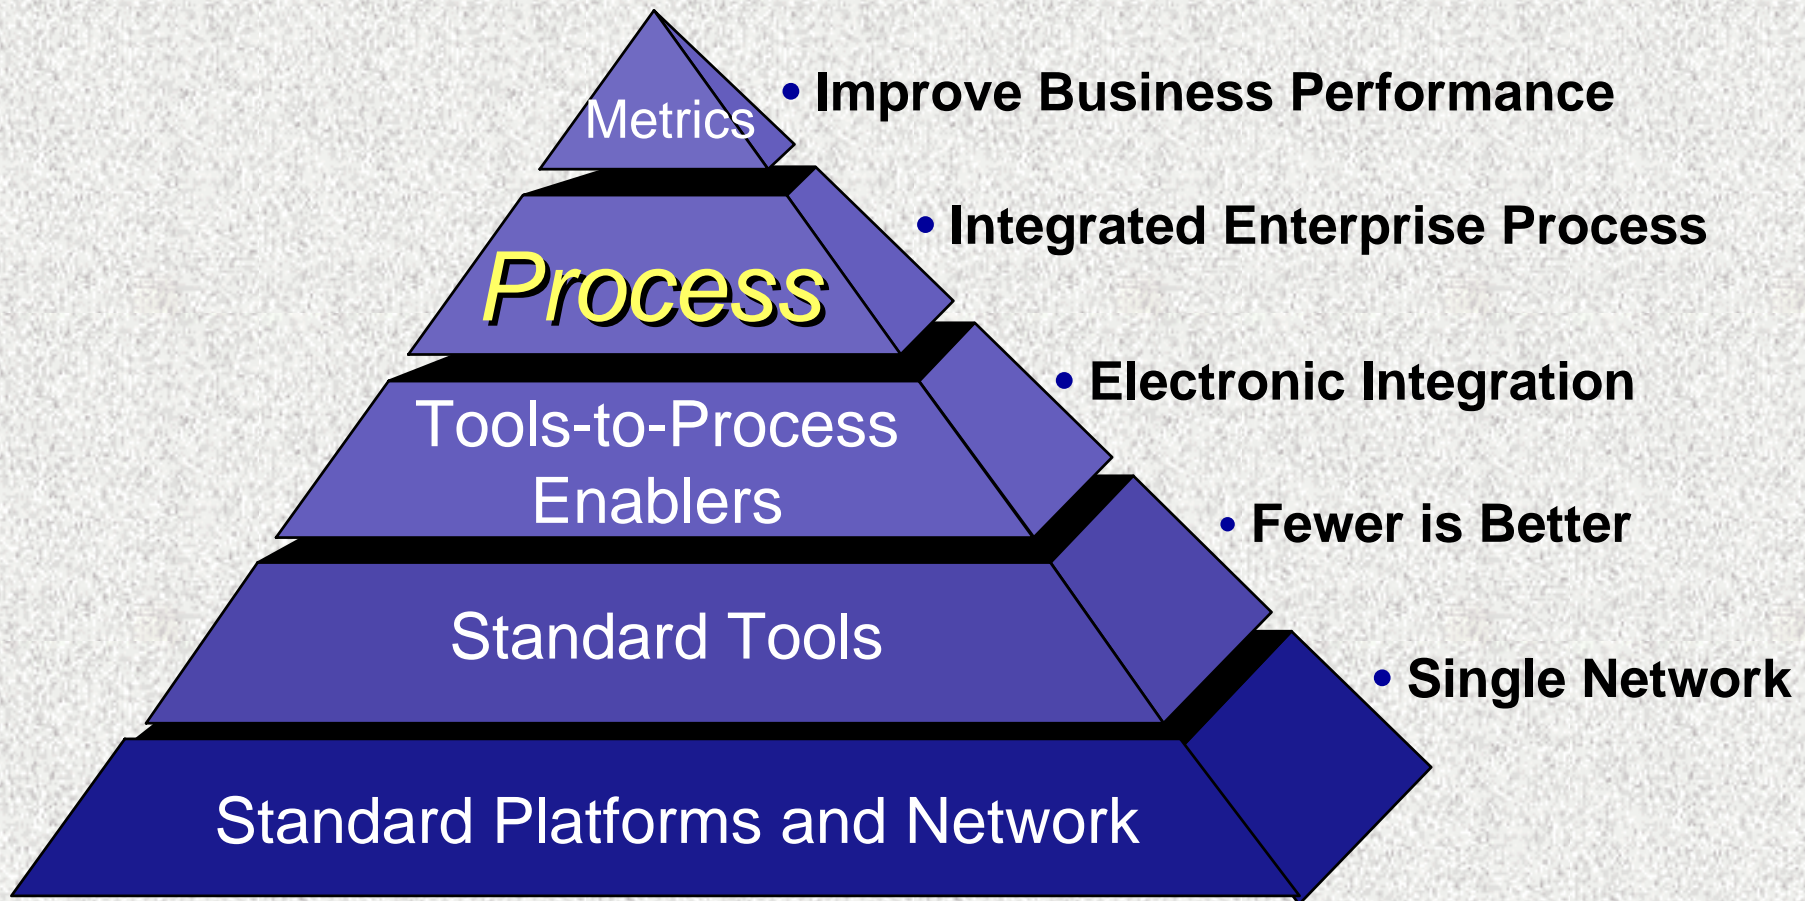 Metrics
• Improve Business Performance
Process
• Integrated Enterprise Process
Tools-to-Process
Enablers
• Electronic Integration
Standard Tools
• Fewer is Better
Standard Platforms and Network
• Single Network